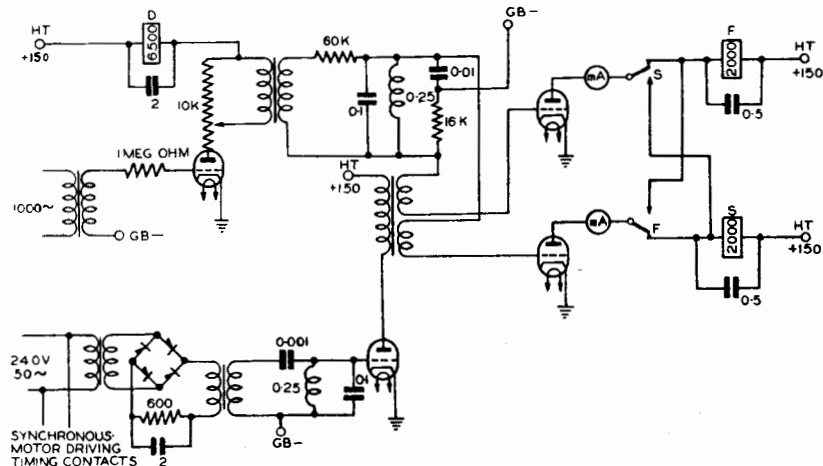 D
HT
+150
6500
2
60K
10K
0·1
0·25
0·01
16K
GB−
1 MEG OHM
1000~
GB−
HT
+150
mA
S
F
2000
HT
+150
0·5
mA
F
S
2000
HT
+150
0·5
240V
50~
600
2
0·001
0·25
·01
GB−
SYNCHRONOUS-
MOTOR DRIVING
TIMING CONTACTS